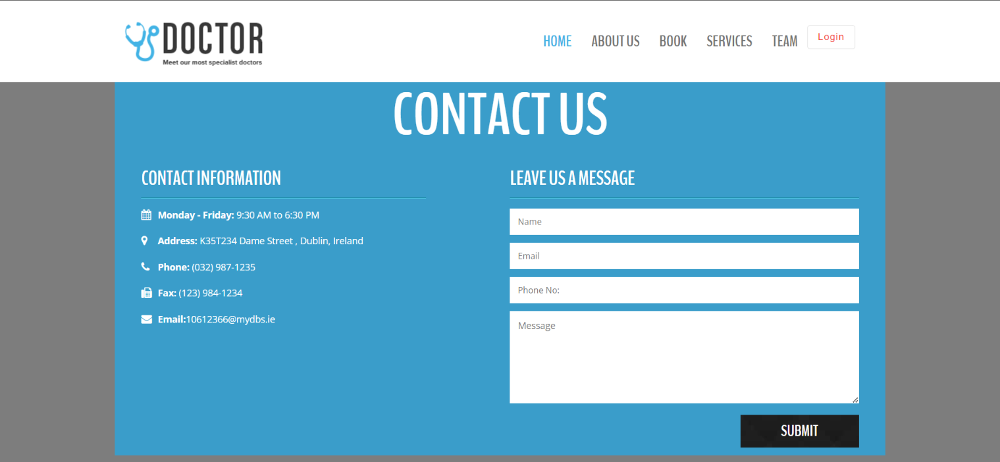 DOCTOR
Meet our most specialist doctors
HOME ABOUT US BOOK SERVICES TEAM Login
CONTACT US
CONTACT INFORMATION
Monday - Friday: 9:30 AM to 6:30 PM
Address: K35T234 Dame Street , Dublin, Ireland
Phone: (032) 987-1235
Fax: (123) 984-1234
Email:10612366@mydbs.ie
LEAVE US A MESSAGE
Name
Email
Phone No:
Message
SUBMIT